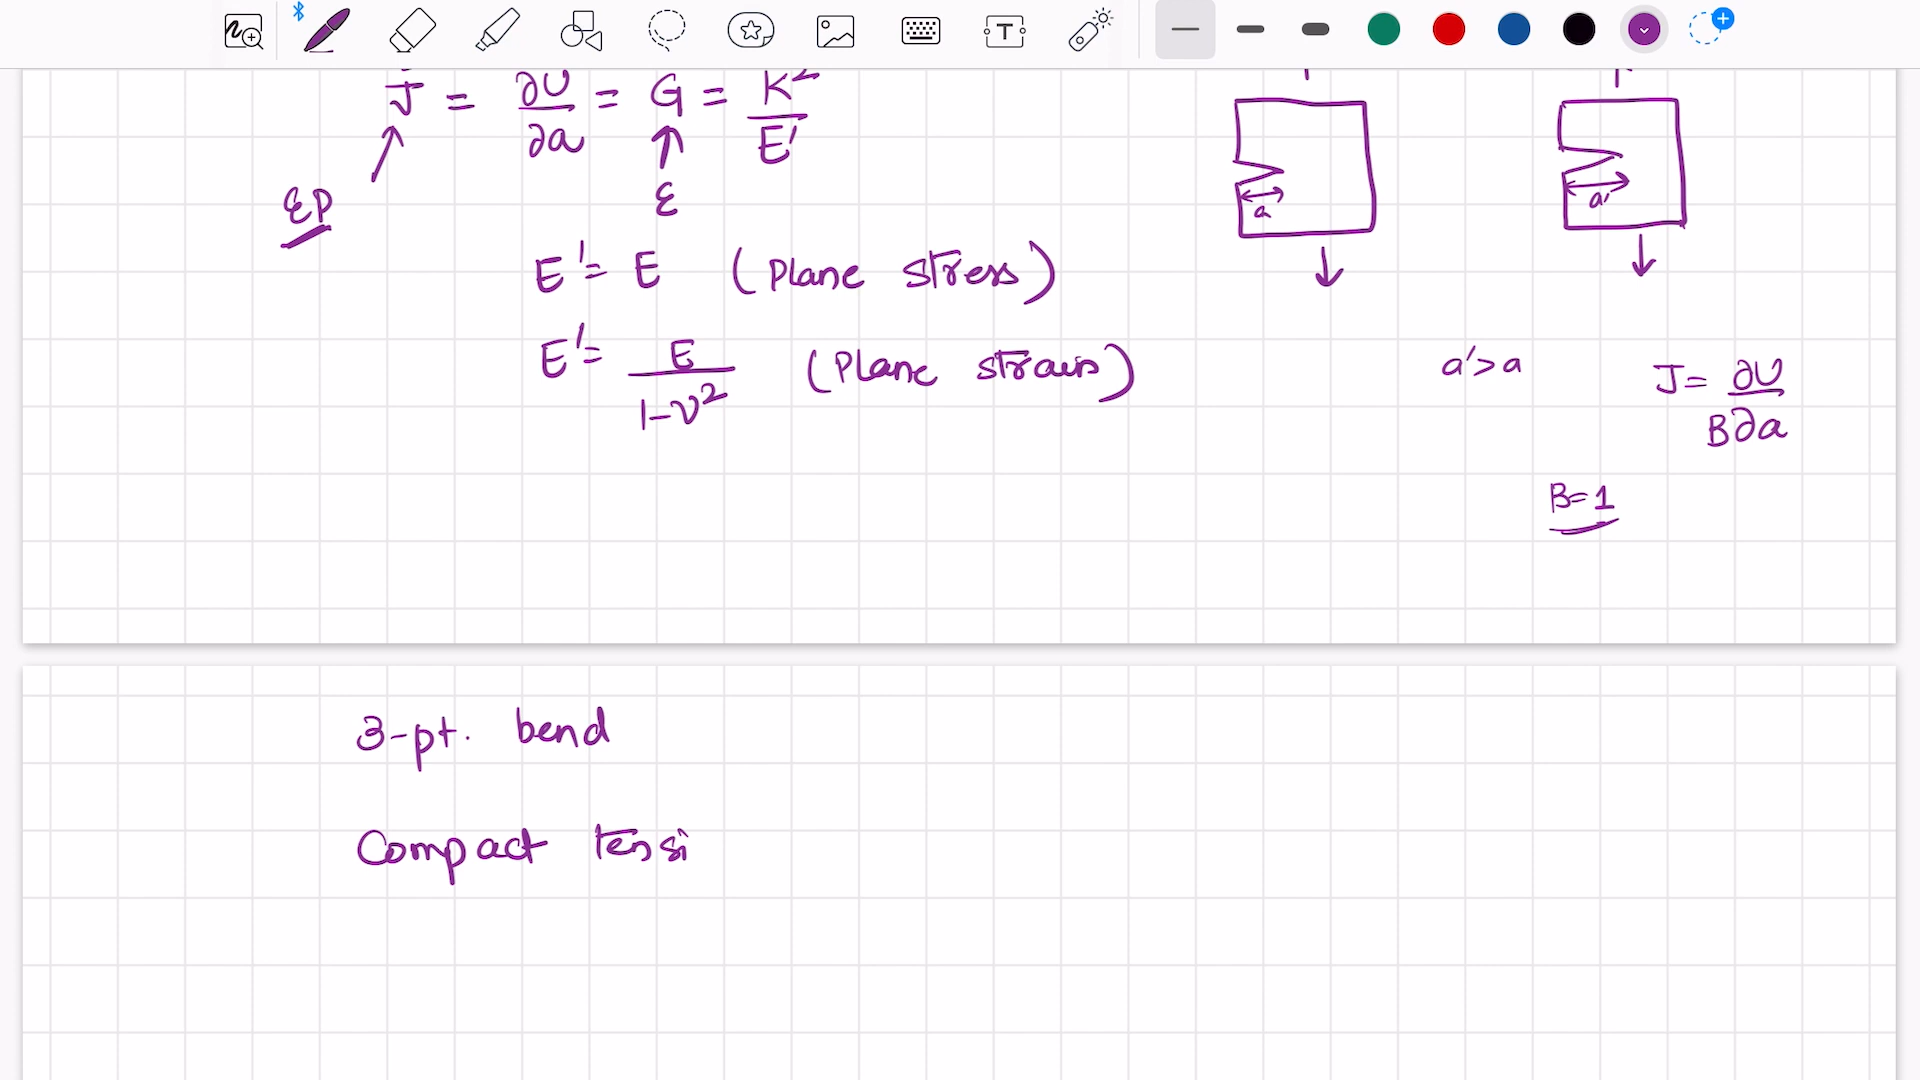 J = ∂U/∂a = G = K²/E'
EP
ε
E' = E (Plane stress)
E' = E/1-ν² (Plane strain)
a
a'
a' > a
J = ∂U/B∂a
B=1
3-pt. bend
Compact tensi